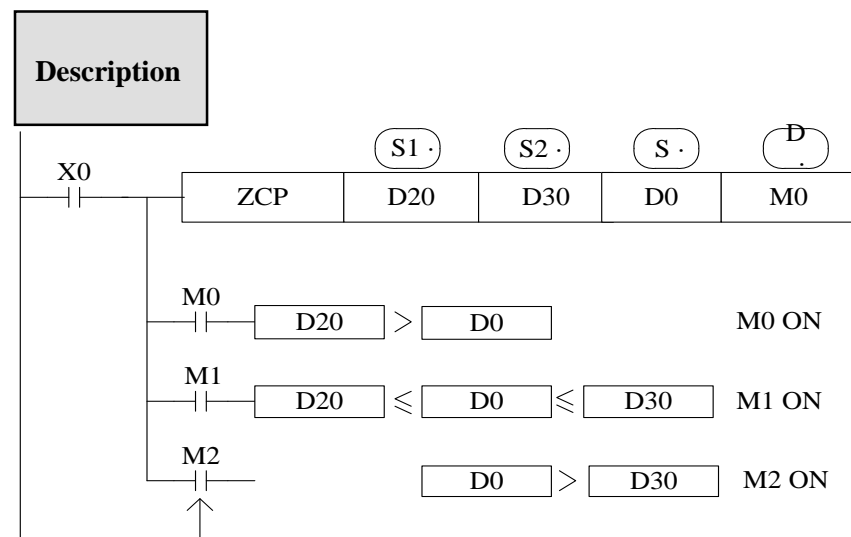 Description
S1 · S2 · S · D ·
X0
ZCP D20 D30 D0 M0
M0
D20 > D0 M0 ON
M1
D20 ≤ D0 ≤ D30 M1 ON
M2
D0 > D30 M2 ON